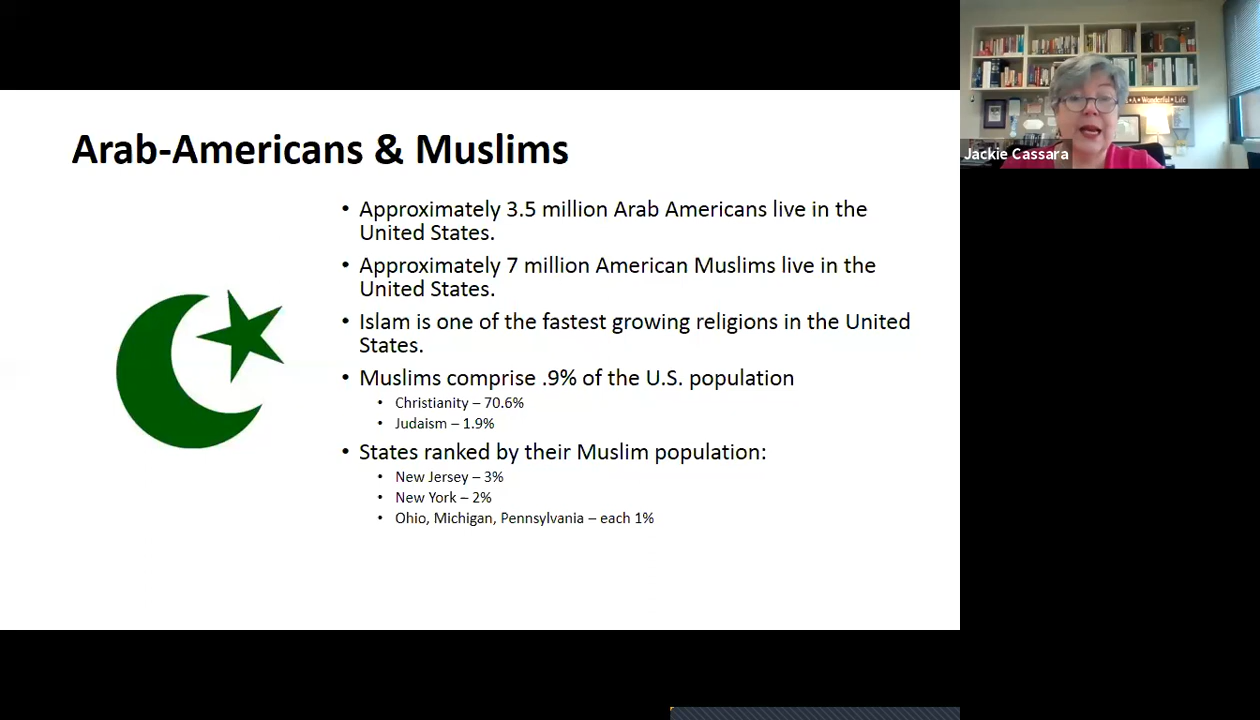 Arab-Americans & Muslims
• Approximately 3.5 million Arab Americans live in the
United States.
• Approximately 7 million American Muslims live in the
United States.
• Islam is one of the fastest growing religions in the United
States.
• Muslims comprise .9% of the U.S. population
• Christianity – 70.6%
• Judaism – 1.9%
• States ranked by their Muslim population:
• New Jersey – 3%
• New York – 2%
• Ohio, Michigan, Pennsylvania – each 1%
A Wonderful Life
Jackie Cassara